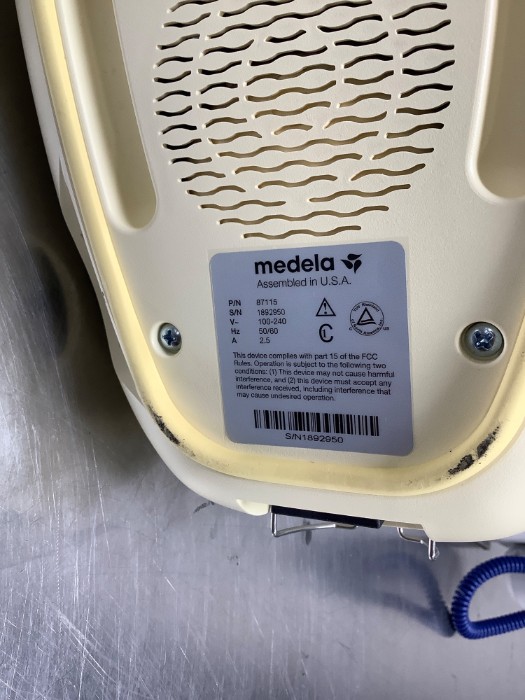 medela
Assembled in U.S.A.
P/N 87115
S/N 1892950
V~ 100-240
Hz 50/60
A 2.5
This device complies with part 15 of the FCC
Rules. Operation is subject to the following two
conditions: (1) This device may not cause harmful
interference, and (2) this device must accept any
interference received, including interference that
may cause undesired operation.
S/N1892950